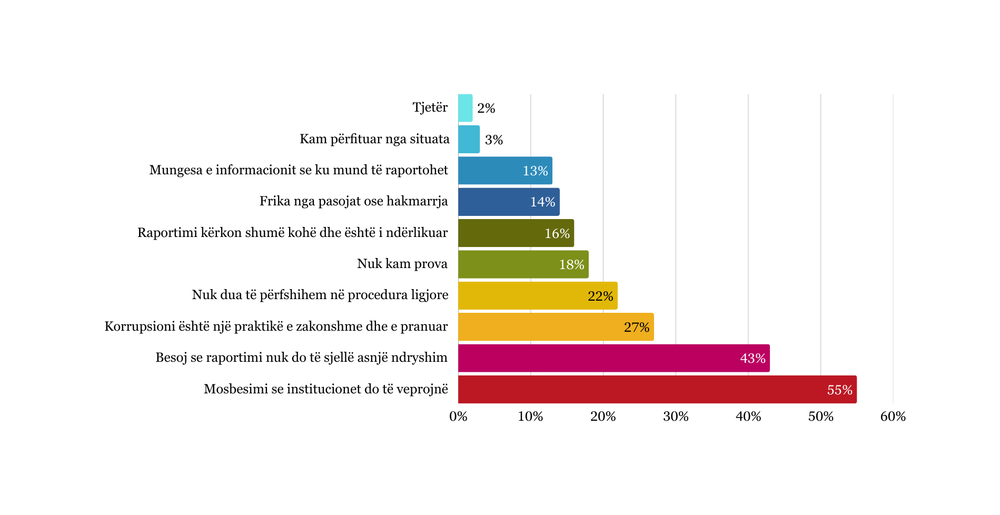 Tjetër 2%
Kam përfituar nga situata 3%
Mungesa e informacionit se ku mund të raportohet 13%
Frika nga pasojat ose hakmarrja 14%
Raportimi kërkon shumë kohë dhe është i ndërlikuar 16%
Nuk kam prova 18%
Nuk dua të përfshihem në procedura ligjore 22%
Korrupsioni është një praktikë e zakonshme dhe e pranuar 27%
Besoj se raportimi nuk do të sjellë asnjë ndryshim 43%
Mosbesimi se institucionet do të veprojnë 55%
0% 10% 20% 30% 40% 50% 60%